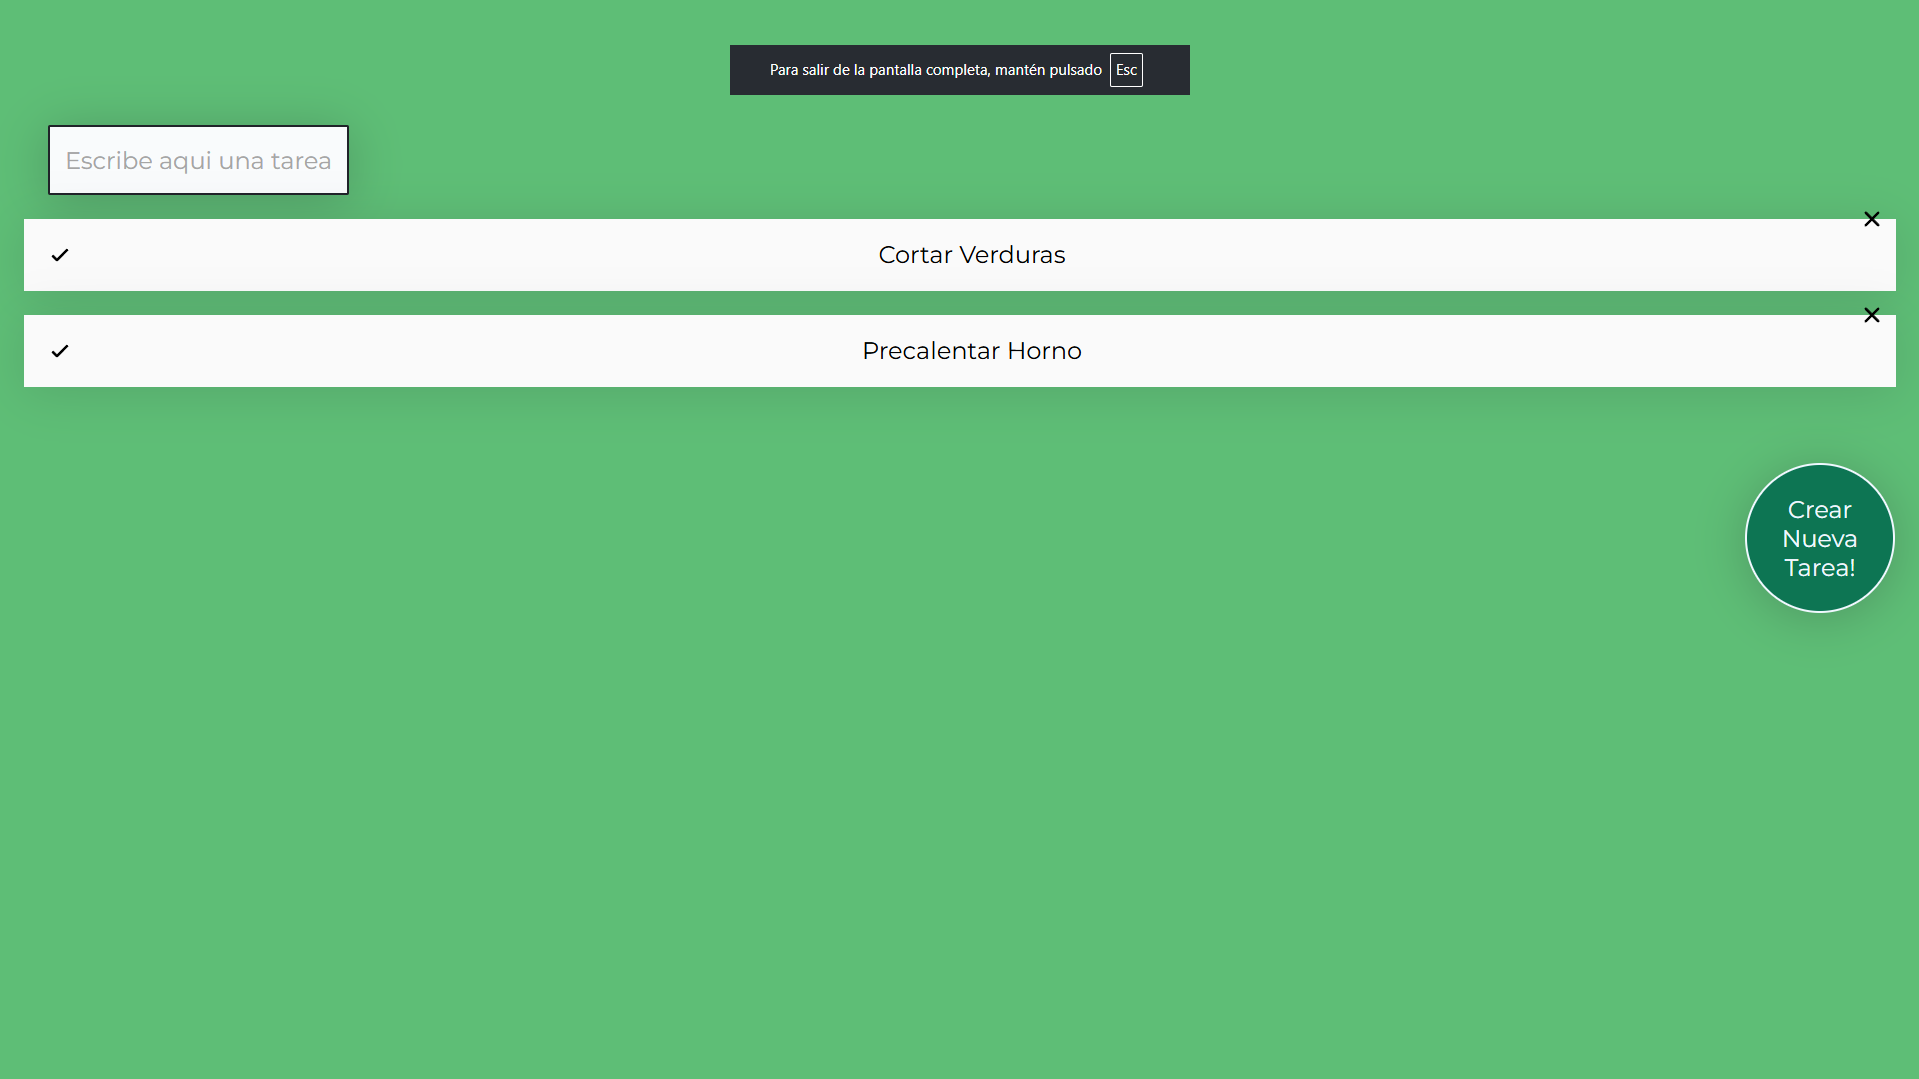 Para salir de la pantalla completa, mantén pulsado Esc
Escribe aqui una tarea
Cortar Verduras
Precalentar Horno
Crear
Nueva
Tarea!